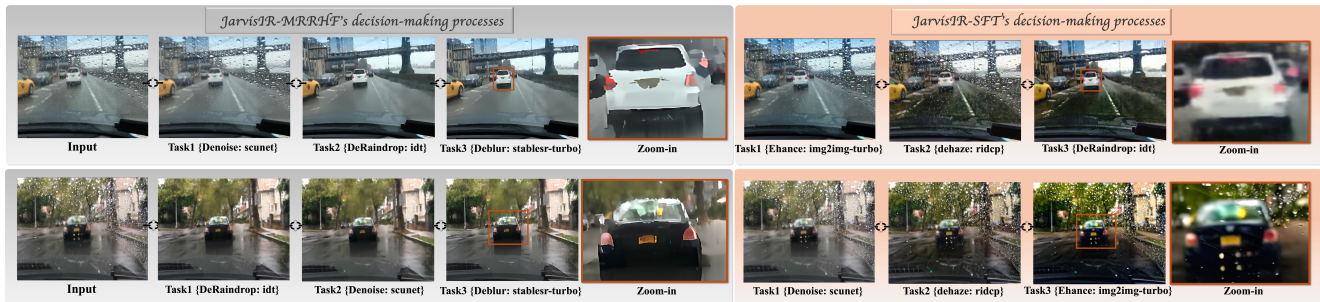 JarvisIR-MRRHF's decision-making processes
JarvisIR-SFT's decision-making processes
Input
Task1 {Denoise: scunet}
Task2 {DeRaindrop: idt}
Task3 {Deblur: stablesr-turbo}
Zoom-in
Task1 {Ehance: img2img-turbo}
Task2 {dehaze: ridcp}
Task3 {DeRaindrop: idt}
Zoom-in
Input
Task1 {DeRaindrop: idt}
Task2 {Denoise: scunet}
Task3 {Deblur: stablesr-turbo}
Zoom-in
Task1 {Denoise: scunet}
Task2 {dehaze: ridcp}
Task3 {Ehance: img2img-turbo}
Zoom-in